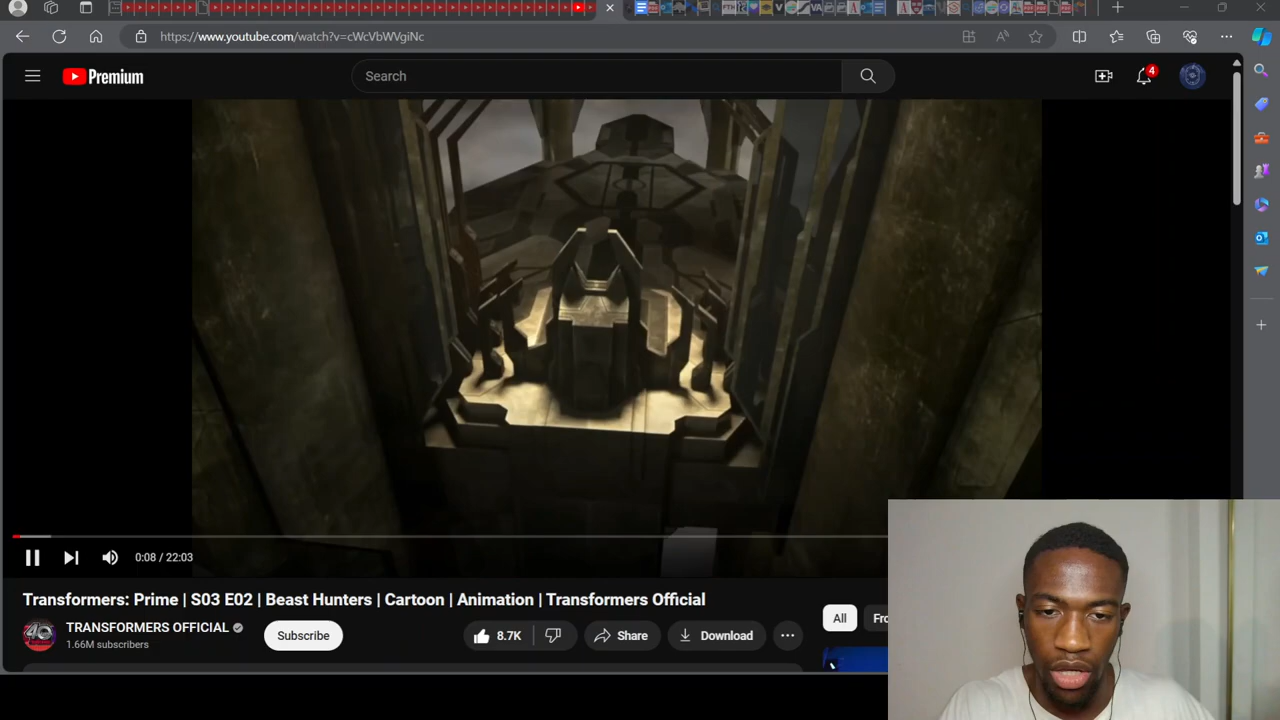 https://www.youtube.com/watch?v=cWcVbWVgiNc
Premium
Search
4
0:08 / 22:03
Transformers: Prime | S03 E02 | Beast Hunters | Cartoon | Animation | Transformers Official
TRANSFORMERS OFFICIAL
1.66M subscribers
Subscribe
8.7K
Share
Download
All
Fro